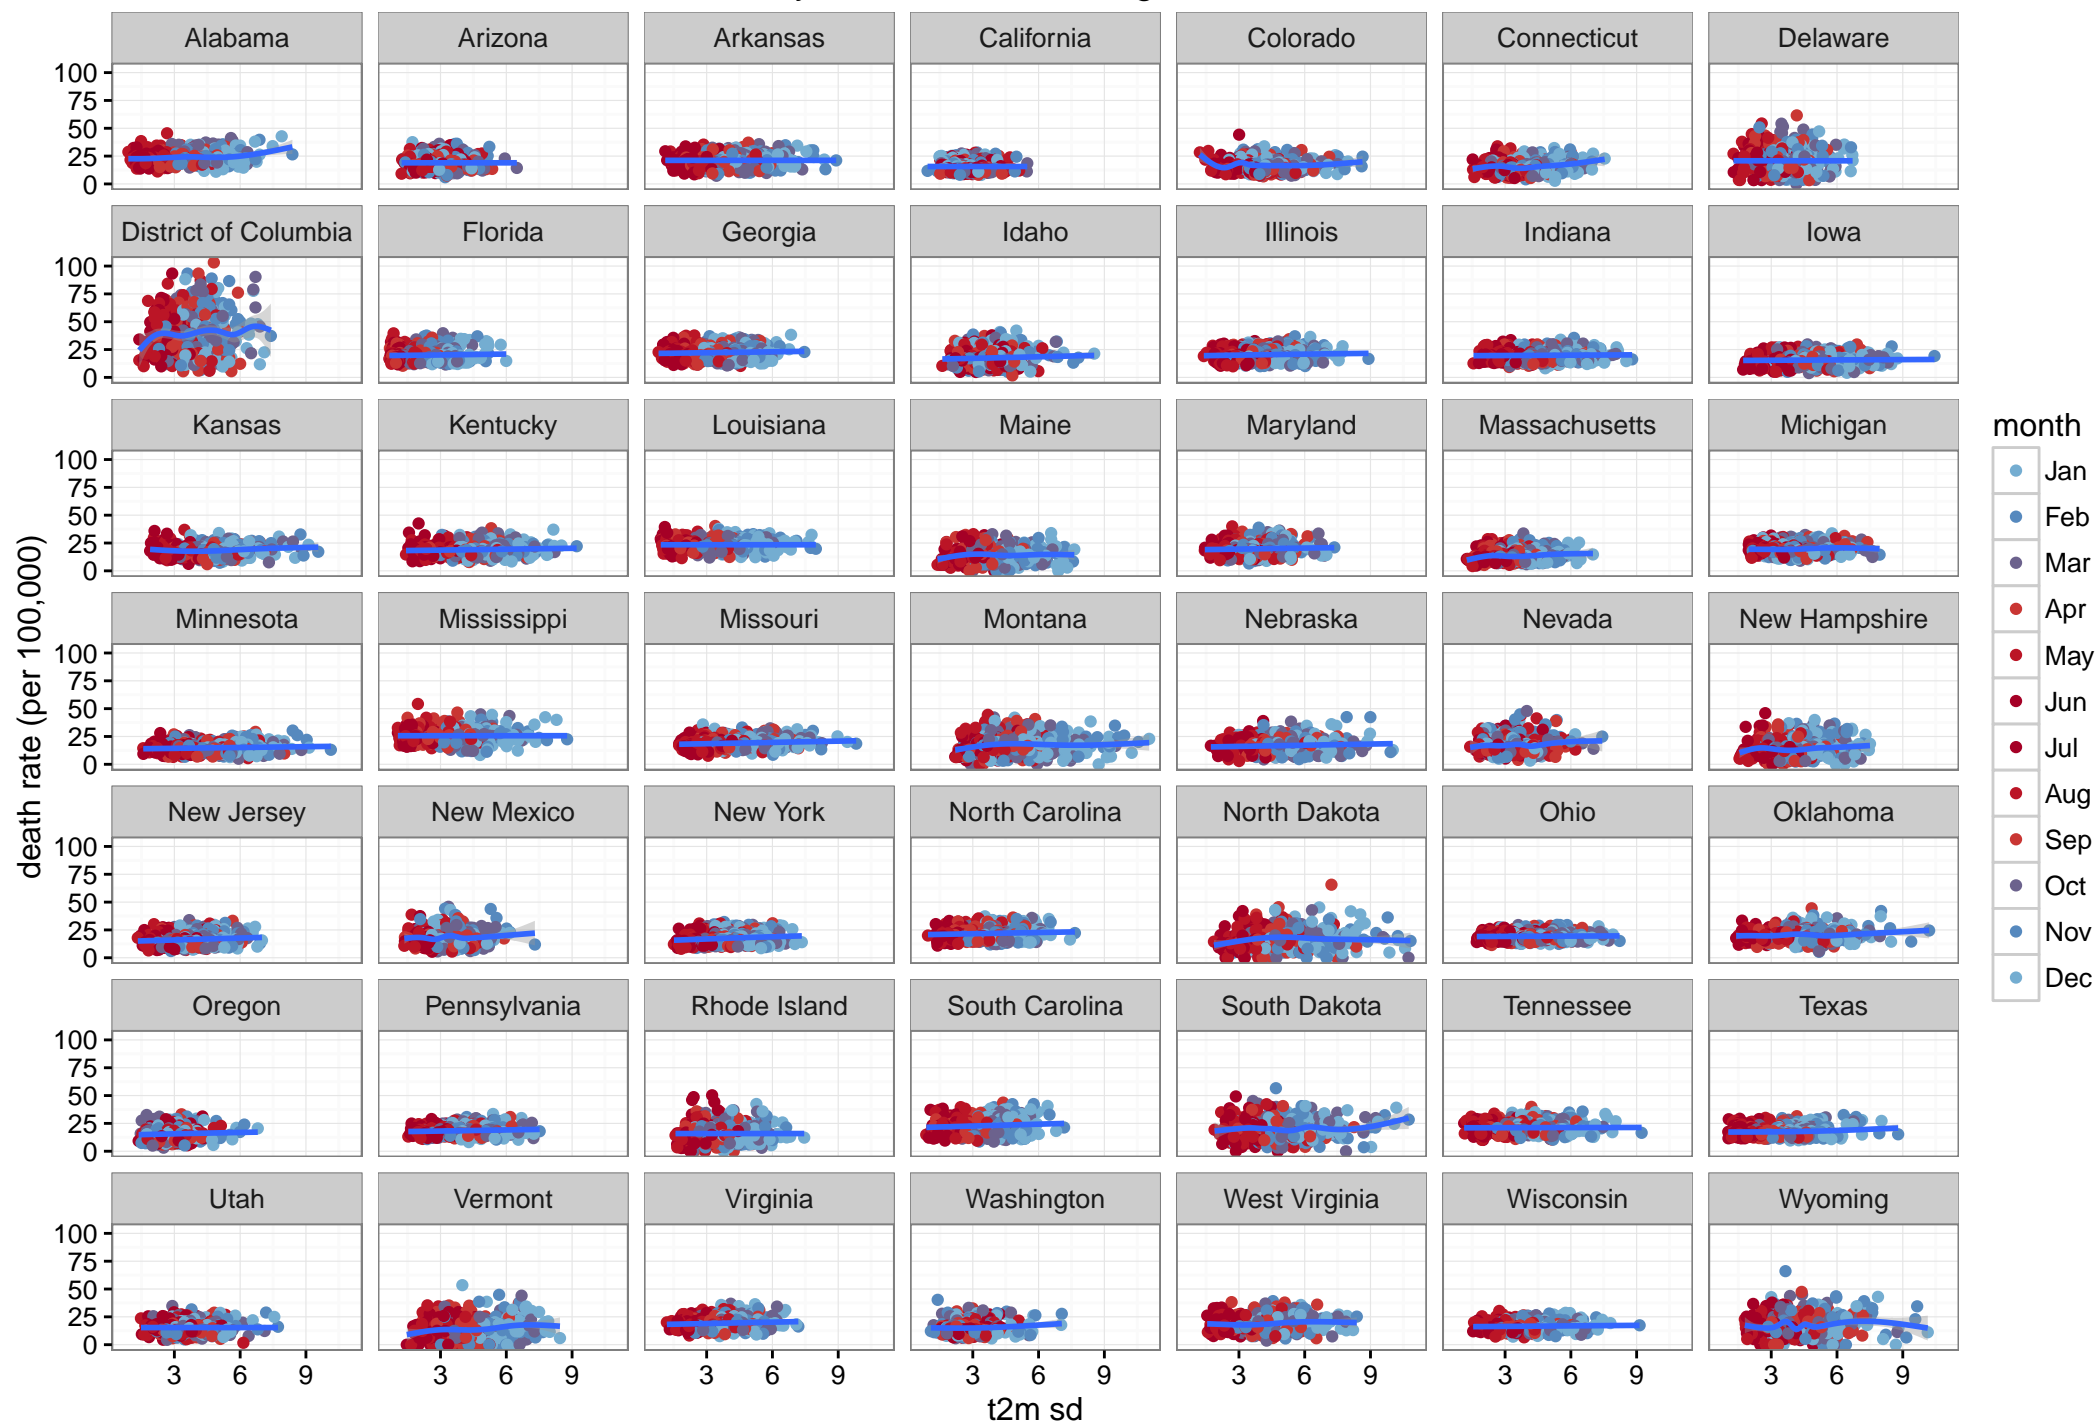 Alabama Arizona Arkansas California Colorado Connecticut Delaware
100
75
50
25
0
District of Columbia Florida Georgia Idaho Illinois Indiana Iowa
100
75
50
25
0
Kansas Kentucky Louisiana Maine Maryland Massachusetts Michigan
100
75
50
25
0
Minnesota Mississippi Missouri Montana Nebraska Nevada New Hampshire
100
75
50
25
0
New Jersey New Mexico New York North Carolina North Dakota Ohio Oklahoma
100
75
50
25
0
Oregon Pennsylvania Rhode Island South Carolina South Dakota Tennessee Texas
100
75
50
25
0
Utah Vermont Virginia Washington West Virginia Wisconsin Wyoming
100
75
50
25
0
3 6 9 3 6 9 3 6 9 3 6 9 3 6 9 3 6 9 3 6 9
t2m sd
death rate (per 100,000)
month
Jan
Feb
Mar
Apr
May
Jun
Jul
Aug
Sep
Oct
Nov
Dec